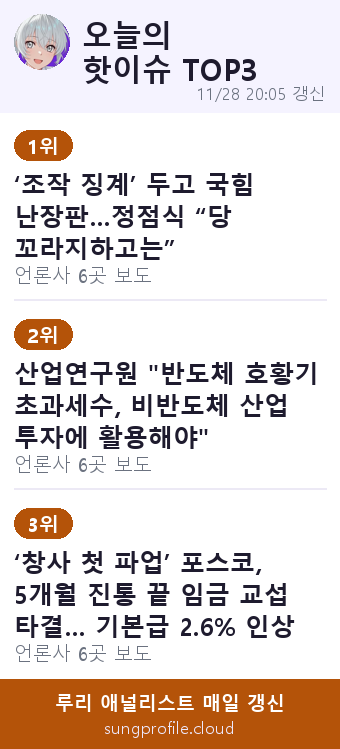 오늘의
핫이슈 TOP3
11/28 20:05 갱신
1위
‘조작 징계’ 두고 국힘
난장판…정점식 “당
꼬라지하고는”
언론사 6곳 보도
2위
산업연구원 "반도체 호황기
초과세수, 비반도체 산업
투자에 활용해야"
언론사 6곳 보도
3위
‘창사 첫 파업’ 포스코,
5개월 진통 끝 임금 교섭
타결… 기본급 2.6% 인상
언론사 6곳 보도
루리 애널리스트 매일 갱신
sungprofile.cloud